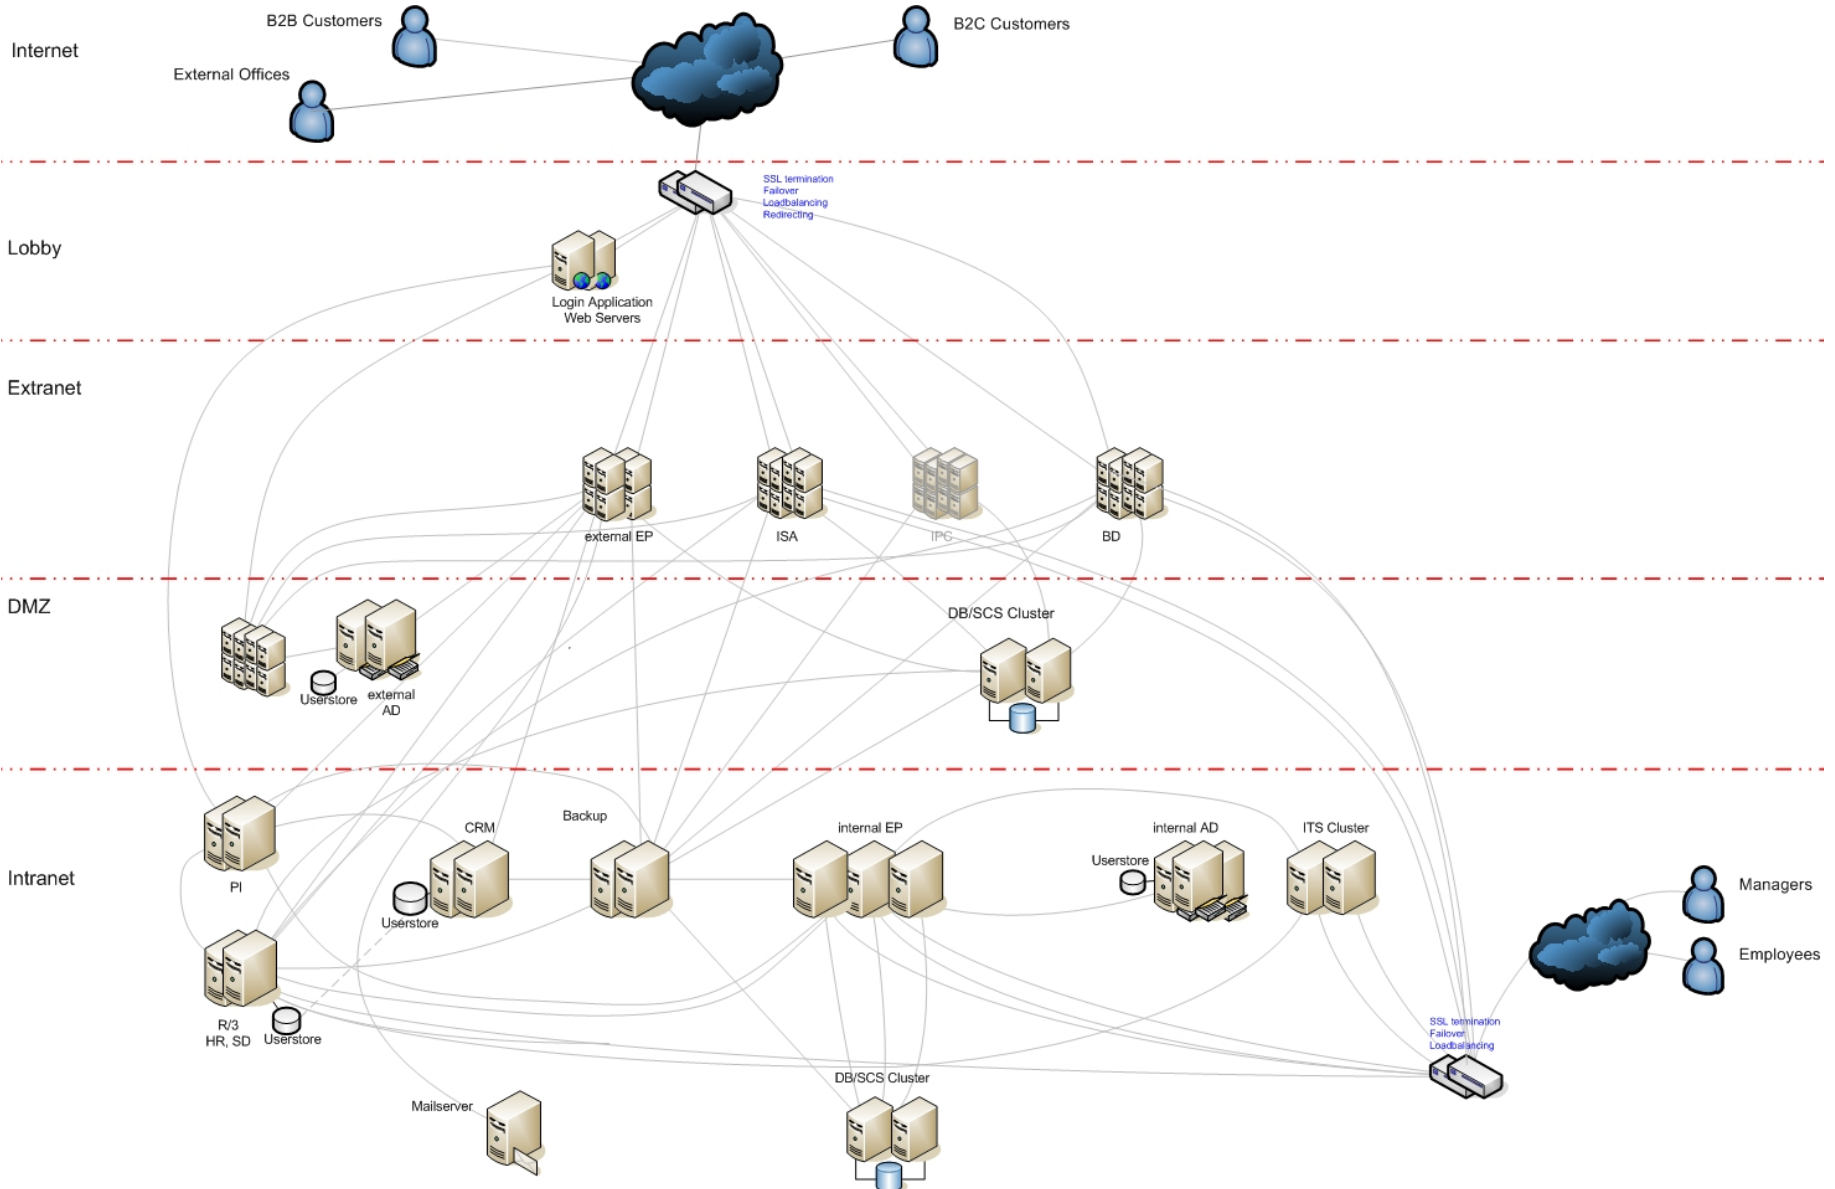 B2B Customers
B2C Customers
Internet
External Offices
SSL termination
Failover
Loadbalancing
Redirecting
Lobby
Login Application
Web Servers
Extranet
external EP
ISA
IPC
BD
DMZ
DB/SCS Cluster
Userstore
external
AD
Backup
CRM
internal EP
internal AD
ITS Cluster
Userstore
Intranet
PI
Managers
Userstore
Employees
R/3
HR, SD
Userstore
SSL termination
Failover
Loadbalancing
DB/SCS Cluster
Mailserver